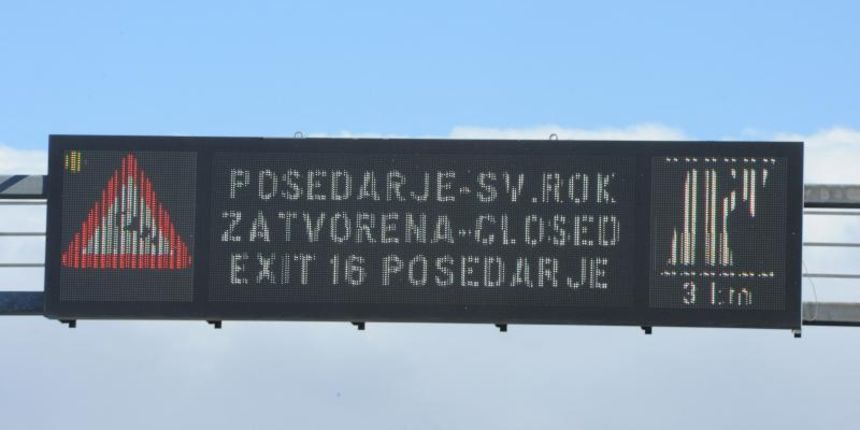 POSEDARJE-SV.ROK
ZATVORENA-CLOSED
EXIT 16 POSEDARJE
3 km